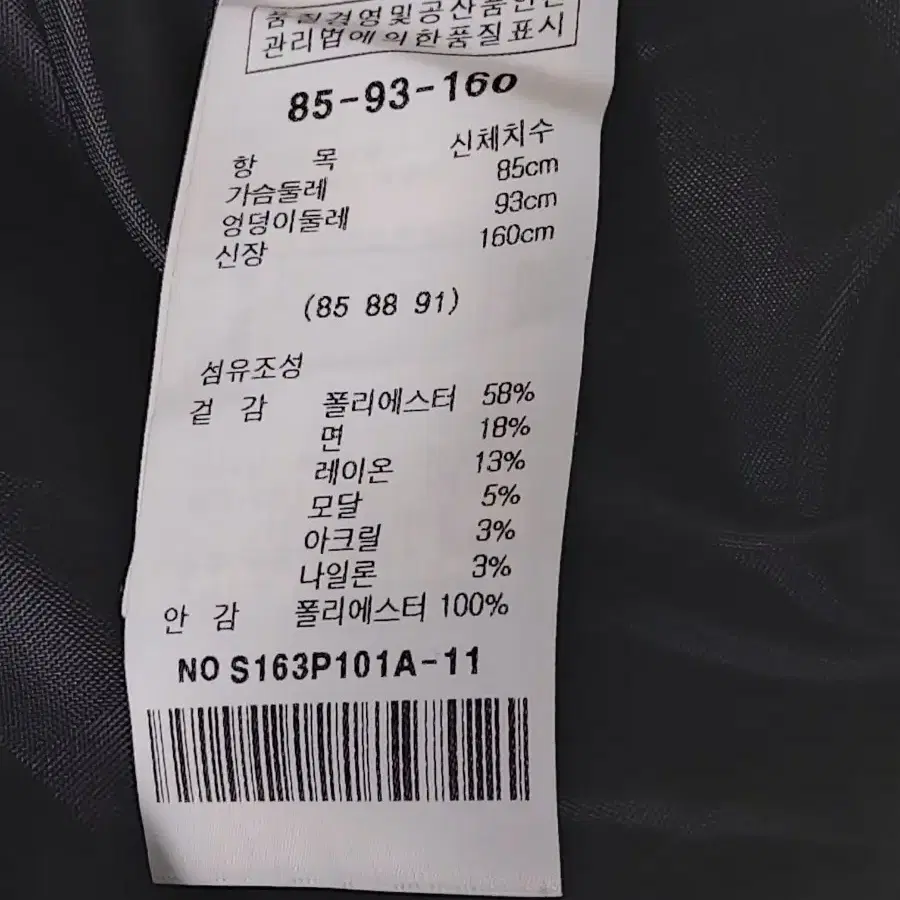 품질경영및공산품안전
관리법에의한품질표시
85-93-160
항 목 신체치수
가슴둘레 85cm
엉덩이둘레 93cm
신장 160cm
(85 88 91)
섬유조성
겉 감 폴리에스터 58%
면 18%
레이온 13%
모달 5%
아크릴 3%
나일론 3%
안 감 폴리에스터 100%
NO S163P101A-11